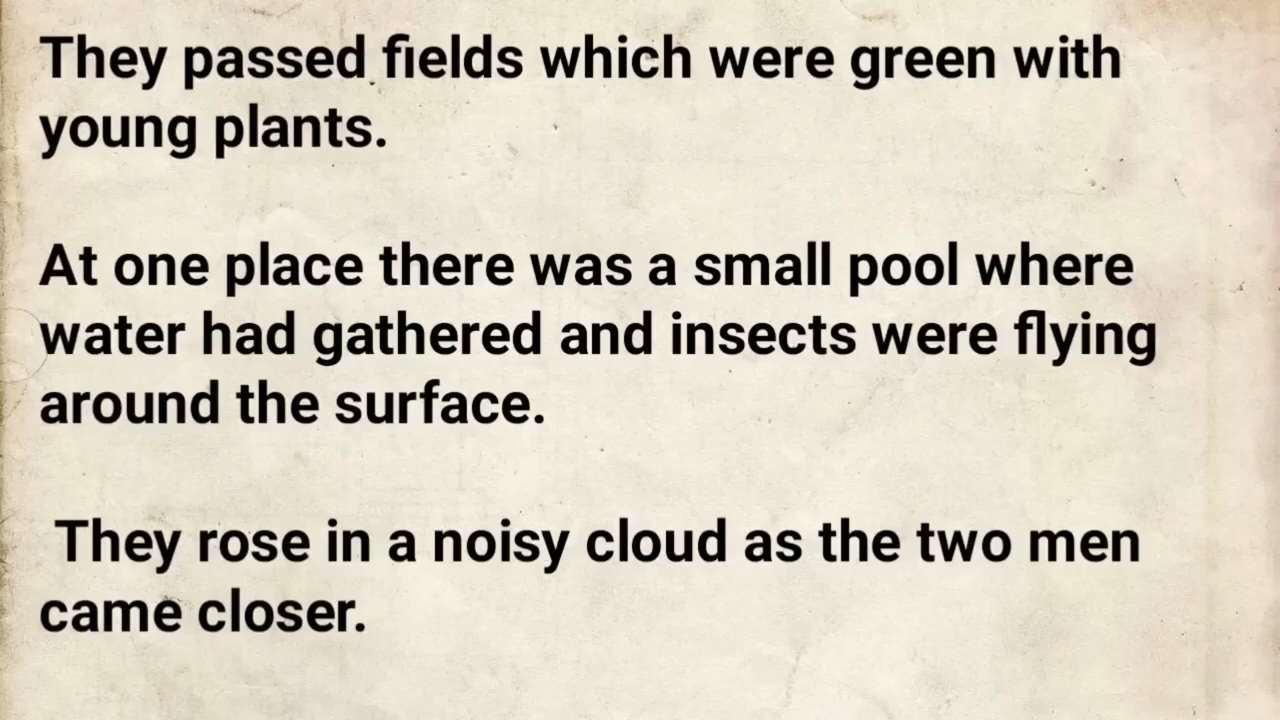 They passed fields which were green with
young plants.
At one place there was a small pool where
water had gathered and insects were flying
around the surface.
They rose in a noisy cloud as the two men
came closer.